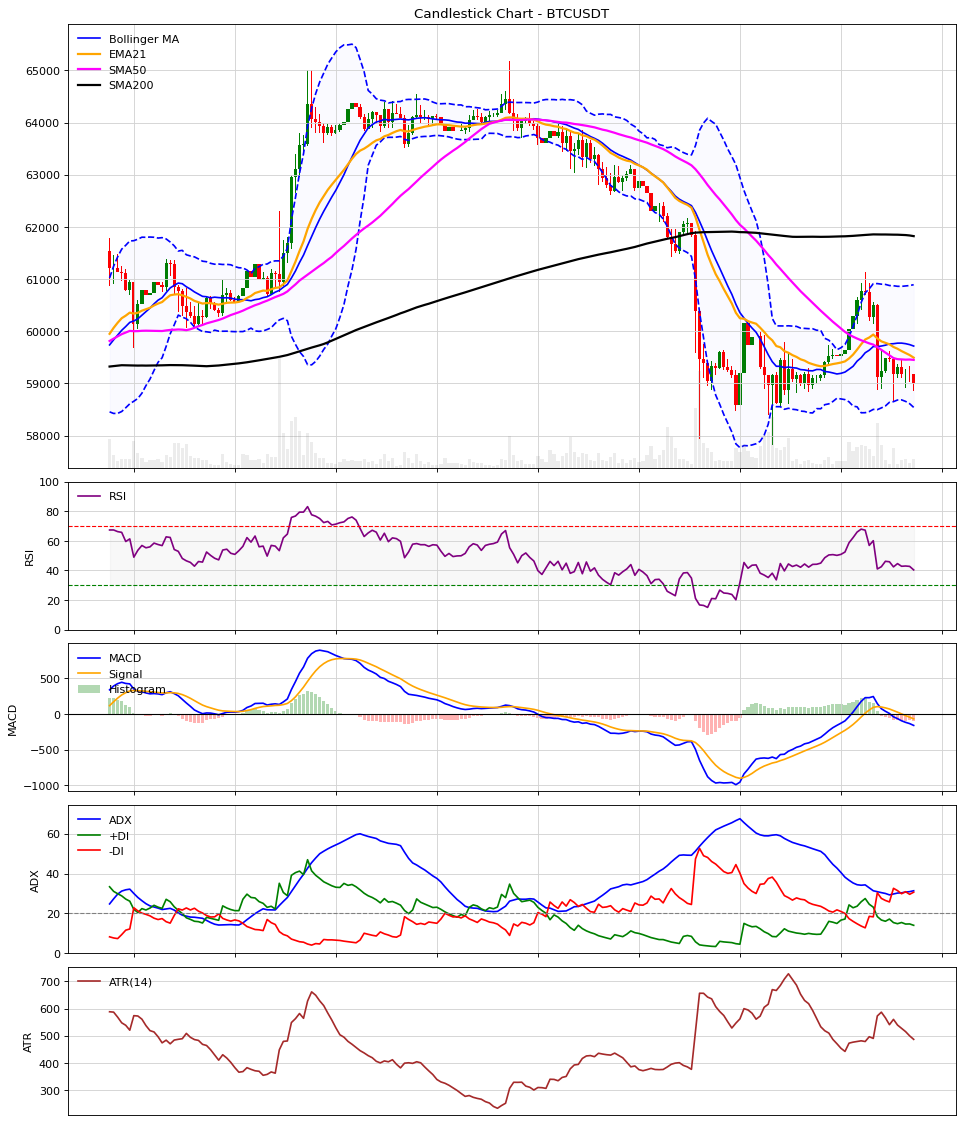 Candlestick Chart - BTCUSDT
Bollinger MA
EMA21
SMA50
SMA200
65000
64000
63000
62000
61000
60000
59000
58000
RSI
RSI
100
80
60
40
20
0
MACD
Signal
Histogram
MACD
500
0
−500
−1000
ADX
+DI
-DI
ADX
60
40
20
0
ATR(14)
ATR
700
600
500
400
300